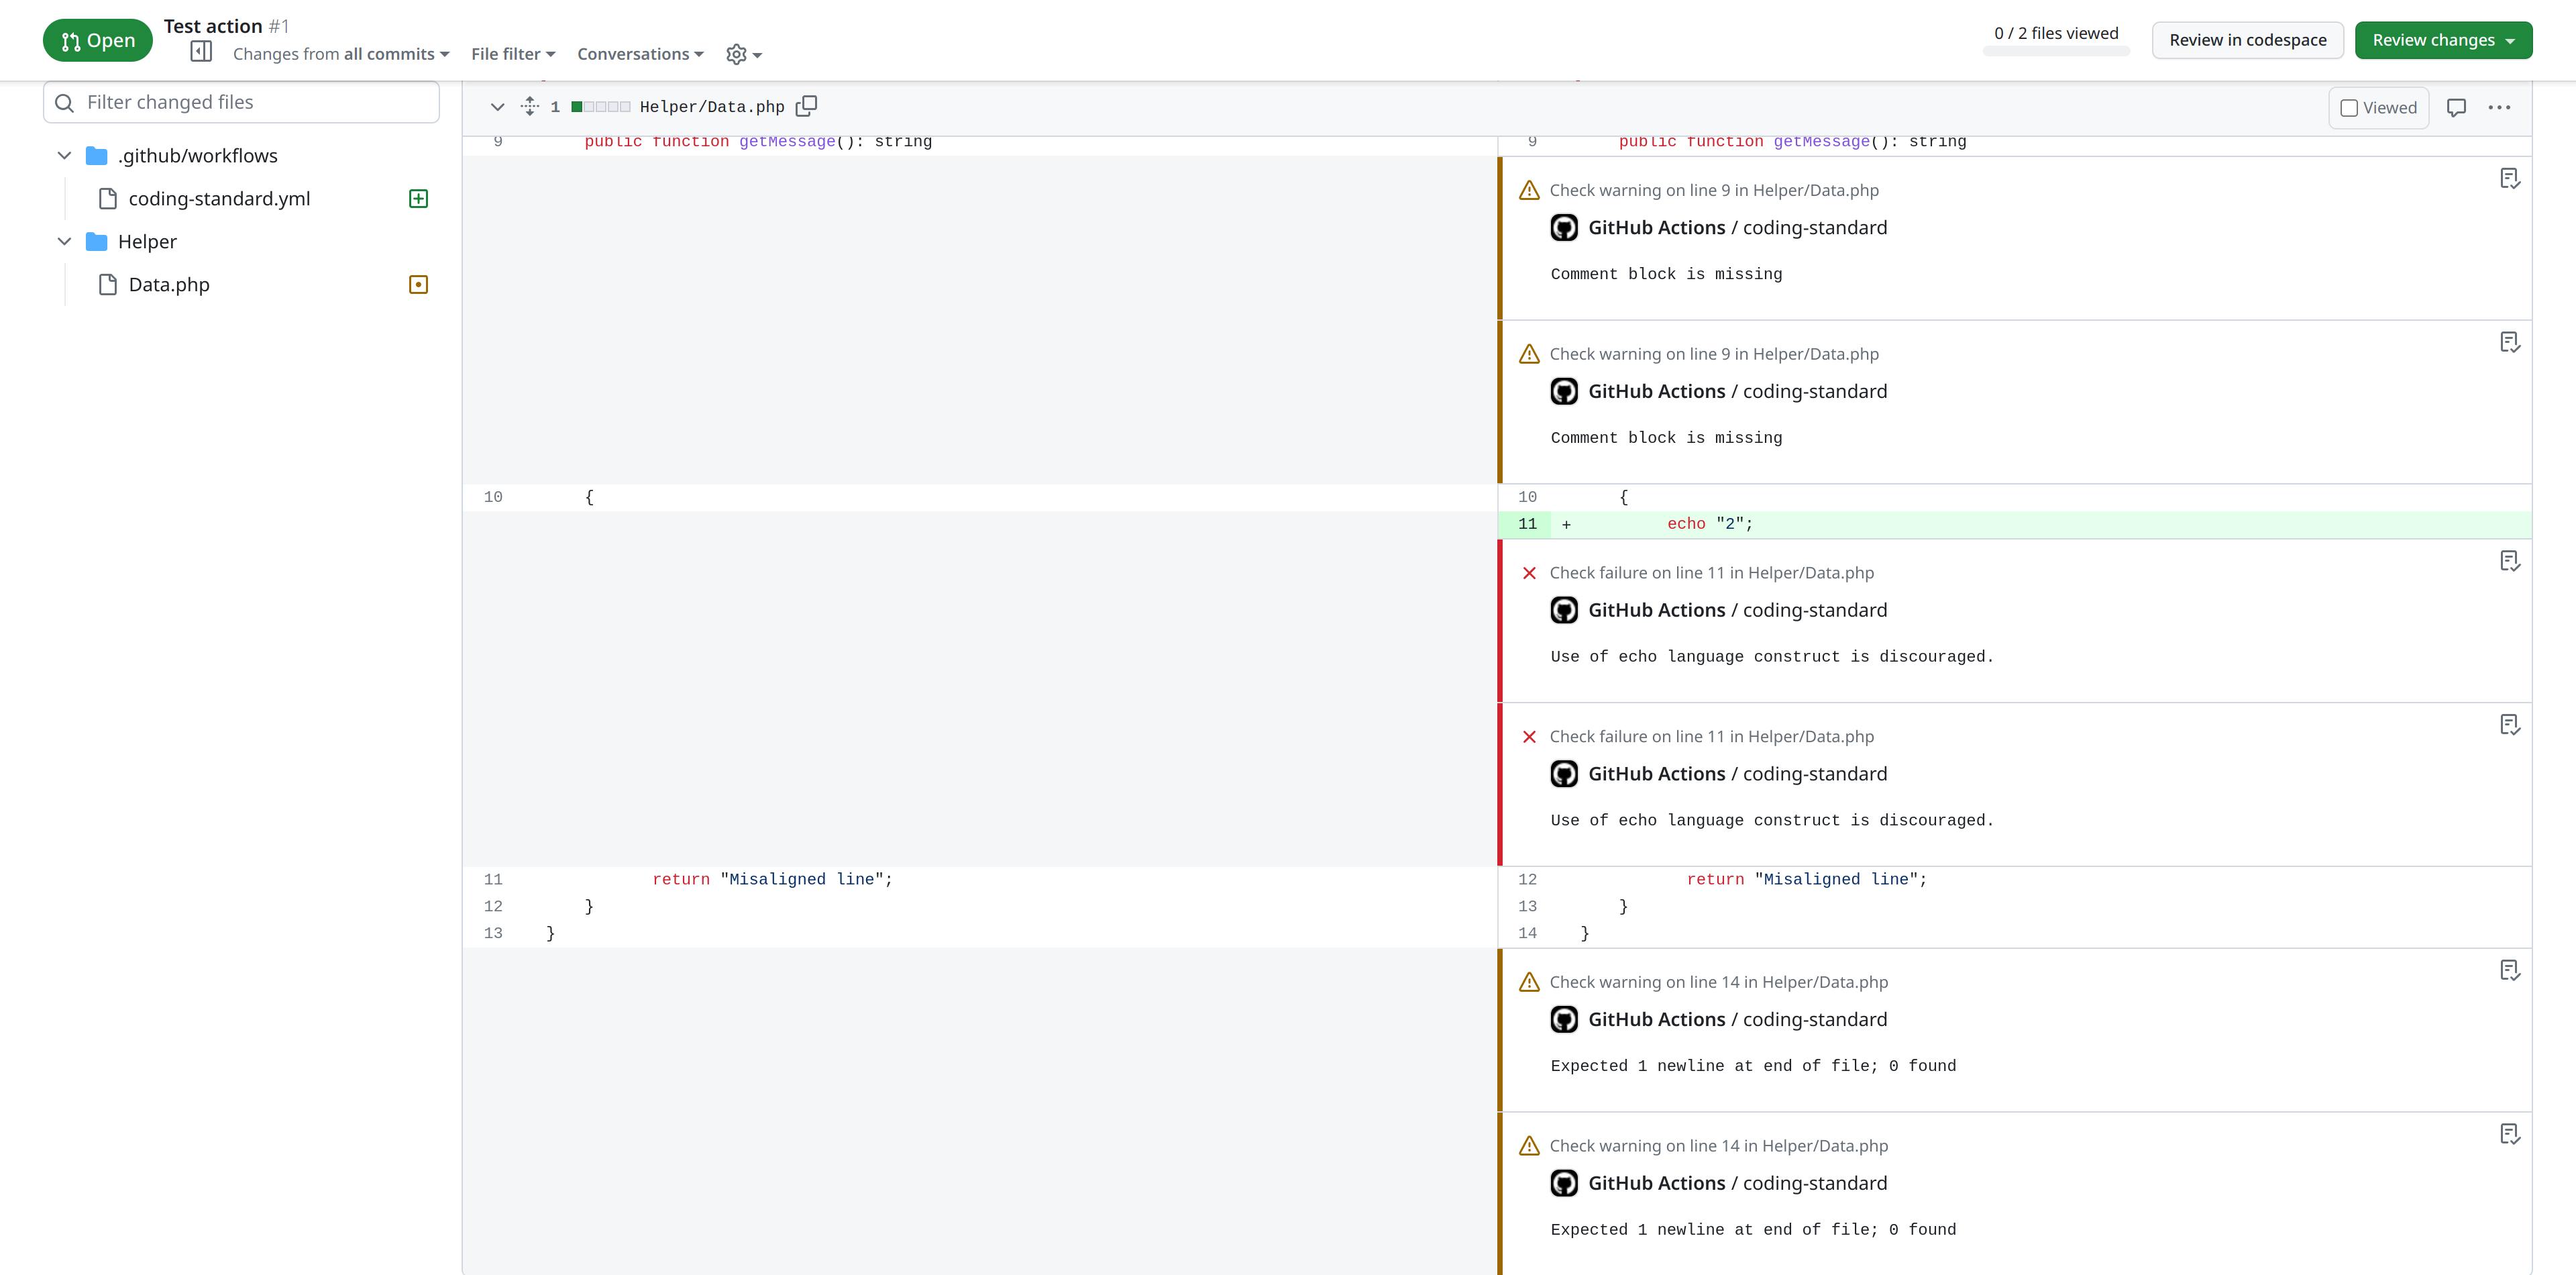 Open
Test action #1
Changes from all commits
File filter
Conversations
0 / 2 files viewed
Review in codespace
Review changes
Filter changed files
.github/workflows
coding-standard.yml
Helper
Data.php
1 Helper/Data.php
Viewed
9 public function getMessage(): string
9 public function getMessage(): string
Check warning on line 9 in Helper/Data.php
GitHub Actions / coding-standard
Comment block is missing
Check warning on line 9 in Helper/Data.php
GitHub Actions / coding-standard
Comment block is missing
10 {
10 {
11 + echo "2";
Check failure on line 11 in Helper/Data.php
GitHub Actions / coding-standard
Use of echo language construct is discouraged.
Check failure on line 11 in Helper/Data.php
GitHub Actions / coding-standard
Use of echo language construct is discouraged.
11 return "Misaligned line";
12 return "Misaligned line";
12 }
13 }
13 }
14 }
Check warning on line 14 in Helper/Data.php
GitHub Actions / coding-standard
Expected 1 newline at end of file; 0 found
Check warning on line 14 in Helper/Data.php
GitHub Actions / coding-standard
Expected 1 newline at end of file; 0 found